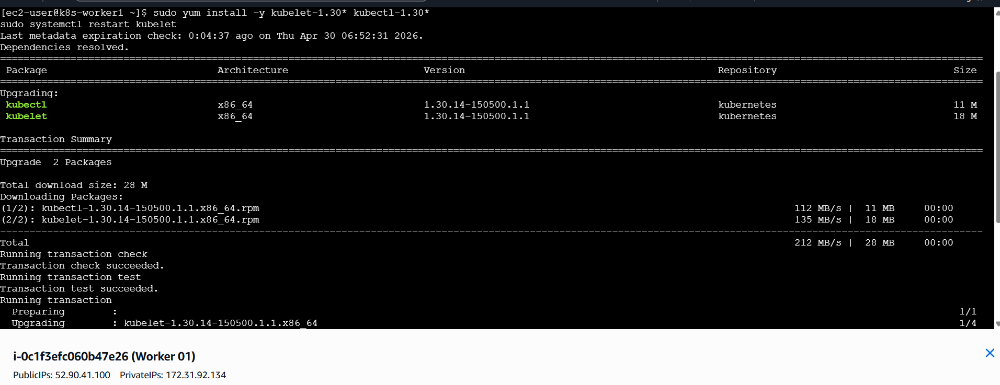 [ec2-user@k8s-worker1 ~]$ sudo yum install -y kubelet-1.30* kubectl-1.30*
sudo systemctl restart kubelet
Last metadata expiration check: 0:04:37 ago on Thu Apr 30 06:52:31 2026.
Dependencies resolved.
Package Architecture Version Repository Size
Upgrading:
kubectl x86_64 1.30.14-150500.1.1 kubernetes 11 M
kubelet x86_64 1.30.14-150500.1.1 kubernetes 18 M
Transaction Summary
Upgrade 2 Packages
Total download size: 28 M
Downloading Packages:
(1/2): kubectl-1.30.14-150500.1.1.x86_64.rpm 112 MB/s | 11 MB 00:00
(2/2): kubelet-1.30.14-150500.1.1.x86_64.rpm 135 MB/s | 18 MB 00:00
Total 212 MB/s | 28 MB 00:00
Running transaction check
Transaction check succeeded.
Running transaction test
Transaction test succeeded.
Running transaction
Preparing : 1/1
Upgrading : kubelet-1.30.14-150500.1.1.x86_64 1/4
i-0c1f3efc060b47e26 (Worker 01)
PublicIPs: 52.90.41.100 PrivateIPs: 172.31.92.134